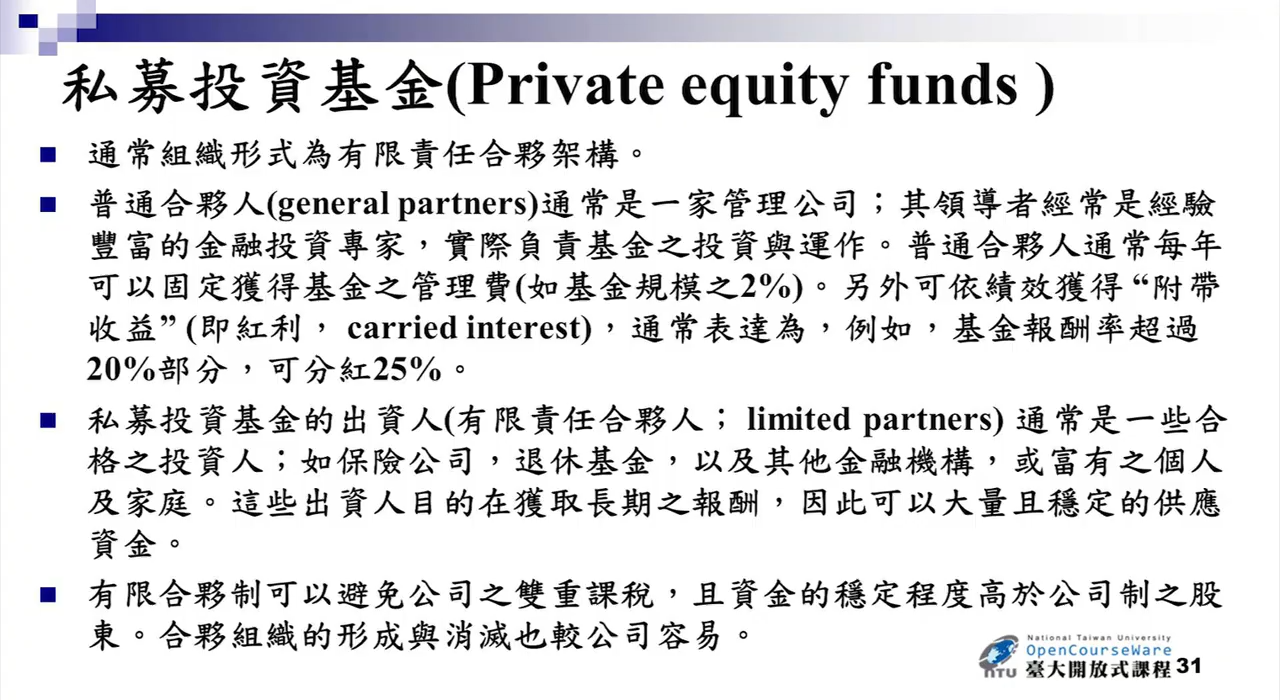 私募投資基金(Private equity funds )
通常組織形式為有限責任合夥架構。
普通合夥人(general partners)通常是一家管理公司；其領導者經常是經驗
豐富的金融投資專家，實際負責基金之投資與運作。普通合夥人通常每年
可以固定獲得基金之管理費(如基金規模之2%)。另外可依績效獲得 “附帶
收益” (即紅利， carried interest)，通常表達為，例如，基金報酬率超過
20%部分，可分紅25%。
私募投資基金的出資人(有限責任合夥人； limited partners) 通常是一些合
格之投資人；如保險公司，退休基金，以及其他金融機構，或富有之個人
及家庭。這些出資人目的在獲取長期之報酬，因此可以大量且穩定的供應
資金。
有限合夥制可以避免公司之雙重課稅，且資金的穩定程度高於公司制之股
東。合夥組織的形成與消滅也較公司容易。
National Taiwan University
OpenCourseWare
NTU 臺大開放式課程 31